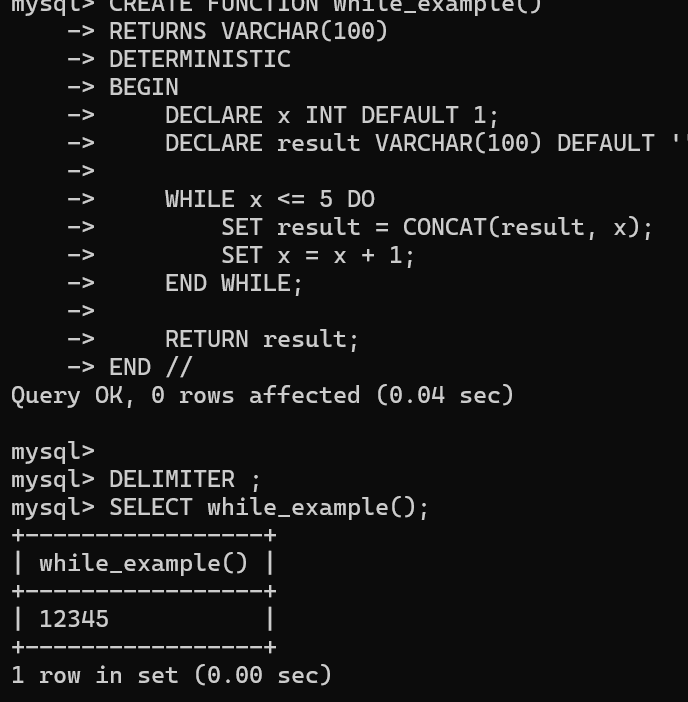 mysql> CREATE FUNCTION while_example()
    -> RETURNS VARCHAR(100)
    -> DETERMINISTIC
    -> BEGIN
    ->     DECLARE x INT DEFAULT 1;
    ->     DECLARE result VARCHAR(100) DEFAULT ''
    ->
    ->     WHILE x <= 5 DO
    ->         SET result = CONCAT(result, x);
    ->         SET x = x + 1;
    ->     END WHILE;
    ->
    ->     RETURN result;
    -> END //
Query OK, 0 rows affected (0.04 sec)

mysql>
mysql> DELIMITER ;
mysql> SELECT while_example();
+-----------------+
| while_example() |
+-----------------+
| 12345           |
+-----------------+
1 row in set (0.00 sec)